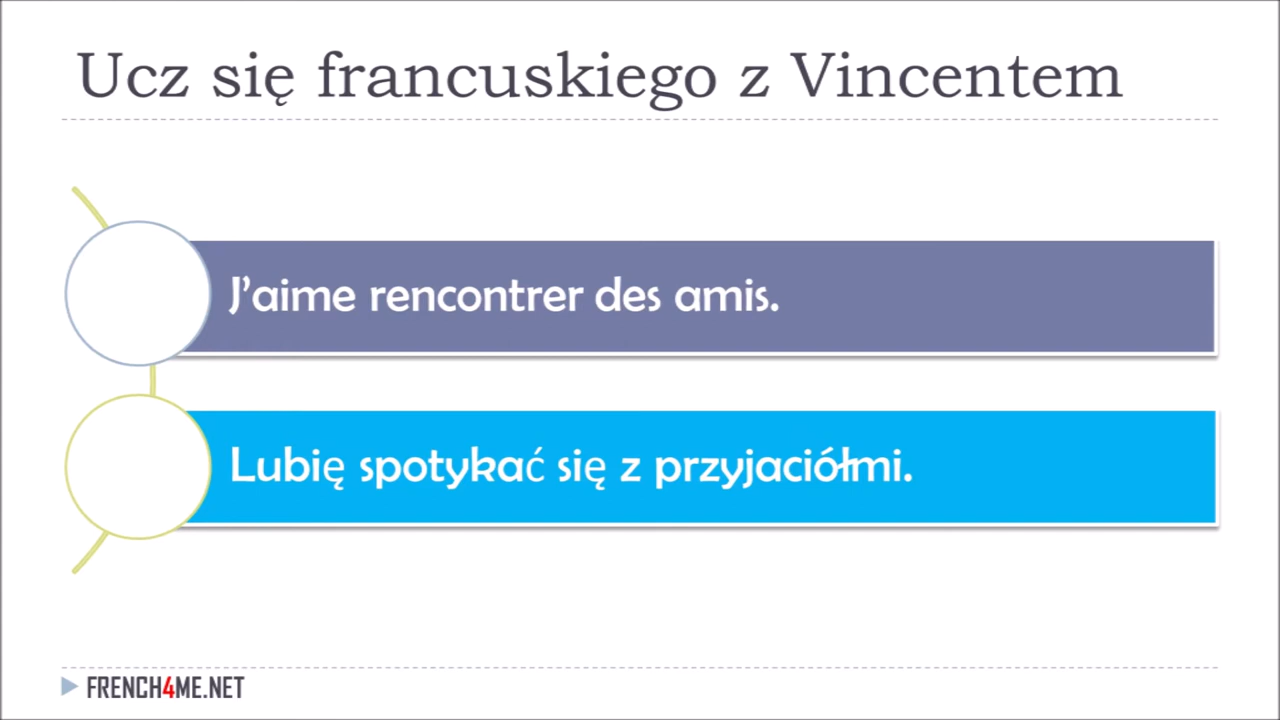 Ucz się francuskiego z Vincentem
J’aime rencontrer des amis.
Lubię spotykać się z przyjaciółmi.
FRENCH4ME.NET